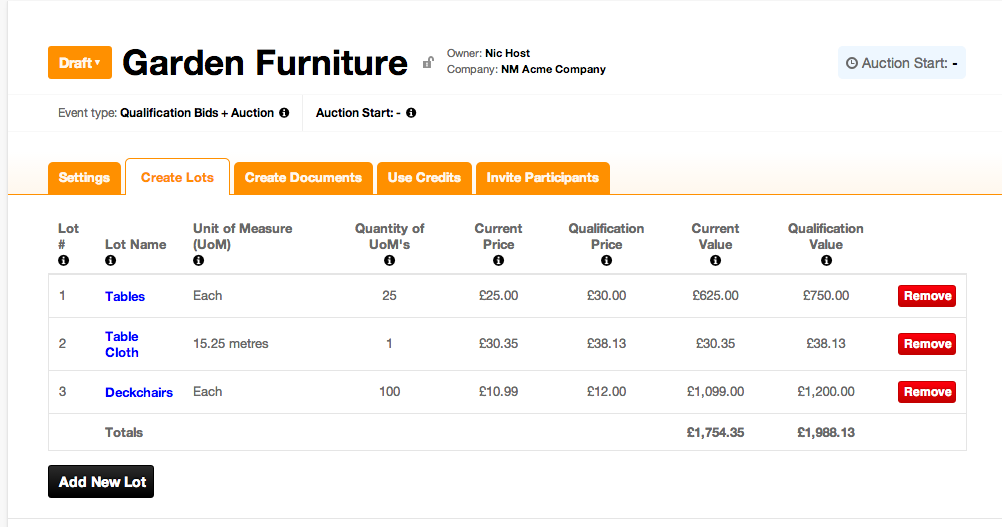 Draft
Garden Furniture
Owner: Nic Host
Company: NM Acme Company
Auction Start: -
Event type: Qualification Bids + Auction
Auction Start: -
Settings
Create Lots
Create Documents
Use Credits
Invite Participants
Lot #
Lot Name
Unit of Measure (UoM)
Quantity of UoM's
Current Price
Qualification Price
Current Value
Qualification Value
1 Tables Each 25 £25.00 £30.00 £625.00 £750.00 Remove
2 Table Cloth 15.25 metres 1 £30.35 £38.13 £30.35 £38.13 Remove
3 Deckchairs Each 100 £10.99 £12.00 £1,099.00 £1,200.00 Remove
Totals £1,754.35 £1,988.13
Add New Lot